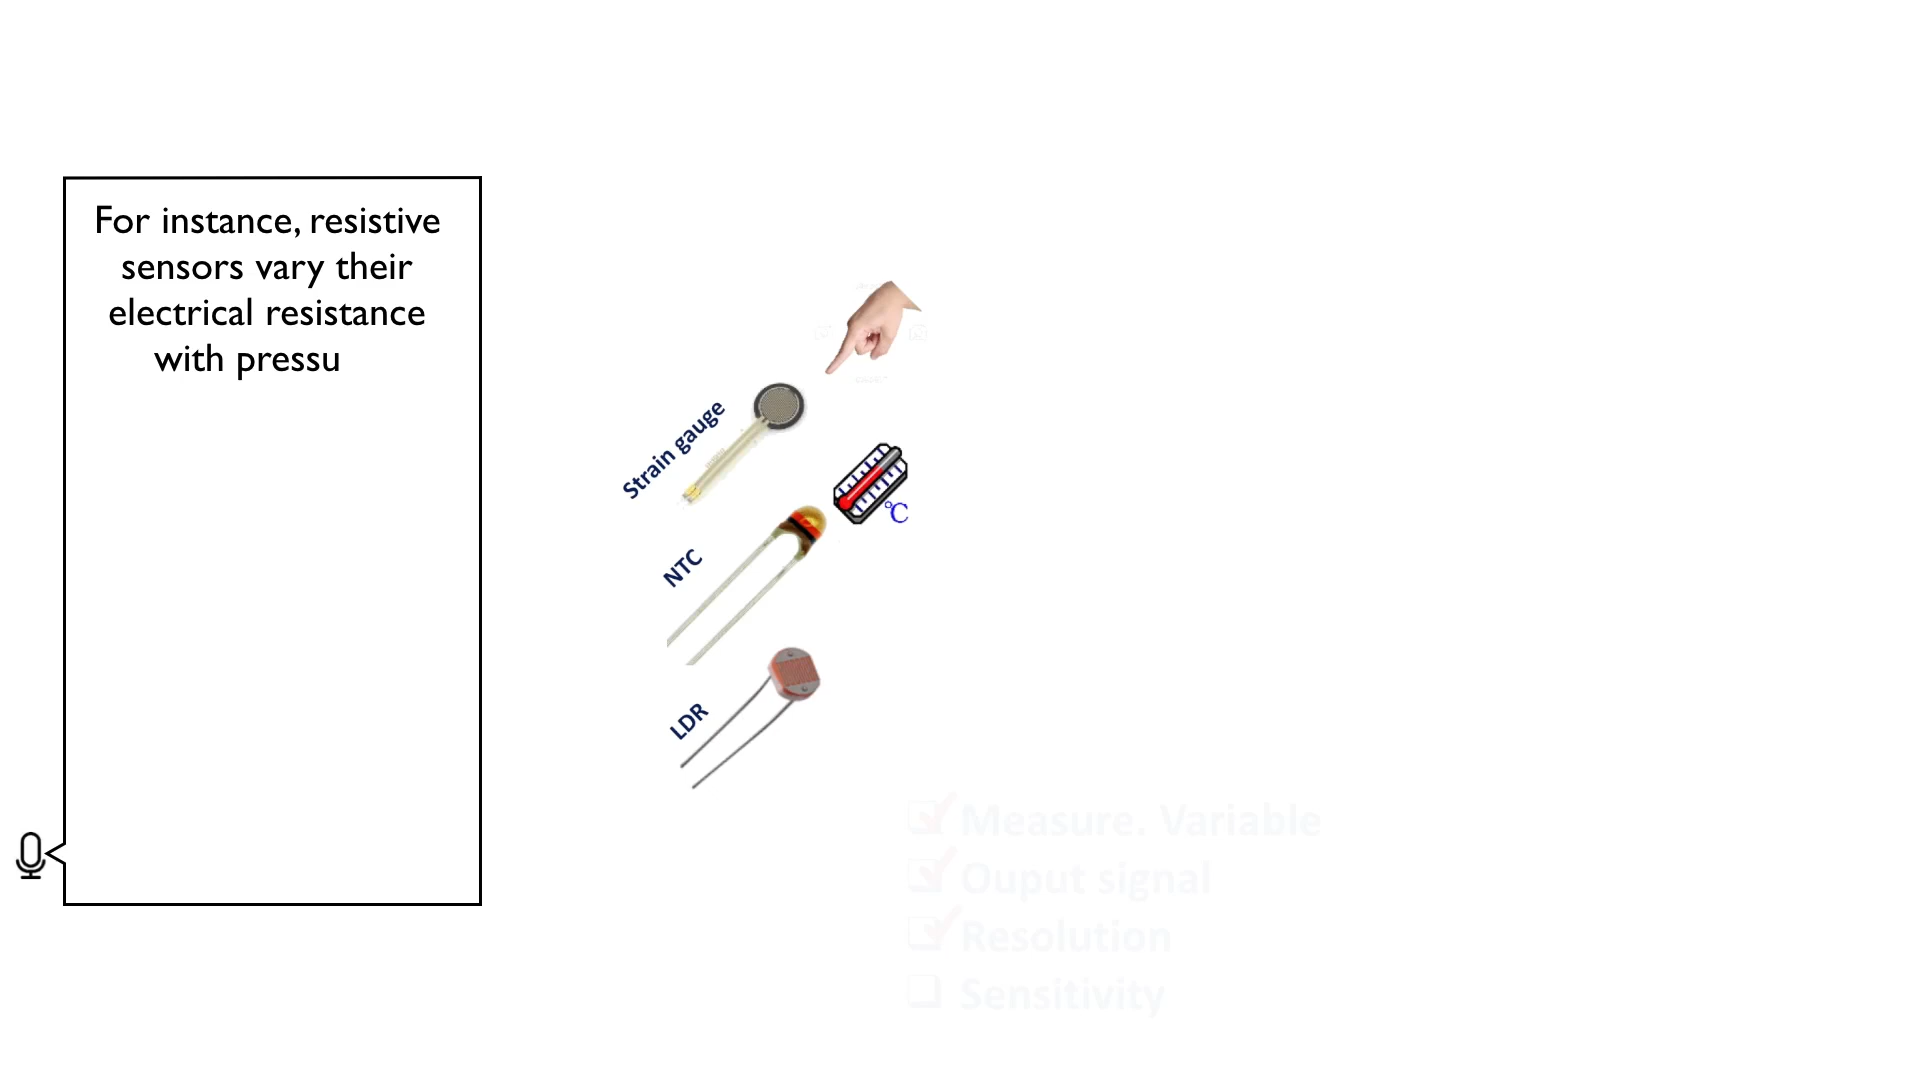 For instance, resistive
sensors vary their
electrical resistance
with pressu
Strain gauge
°C
NTC
LDR
Measure. Variable
Ouput signal
Resolution
Sensitivity